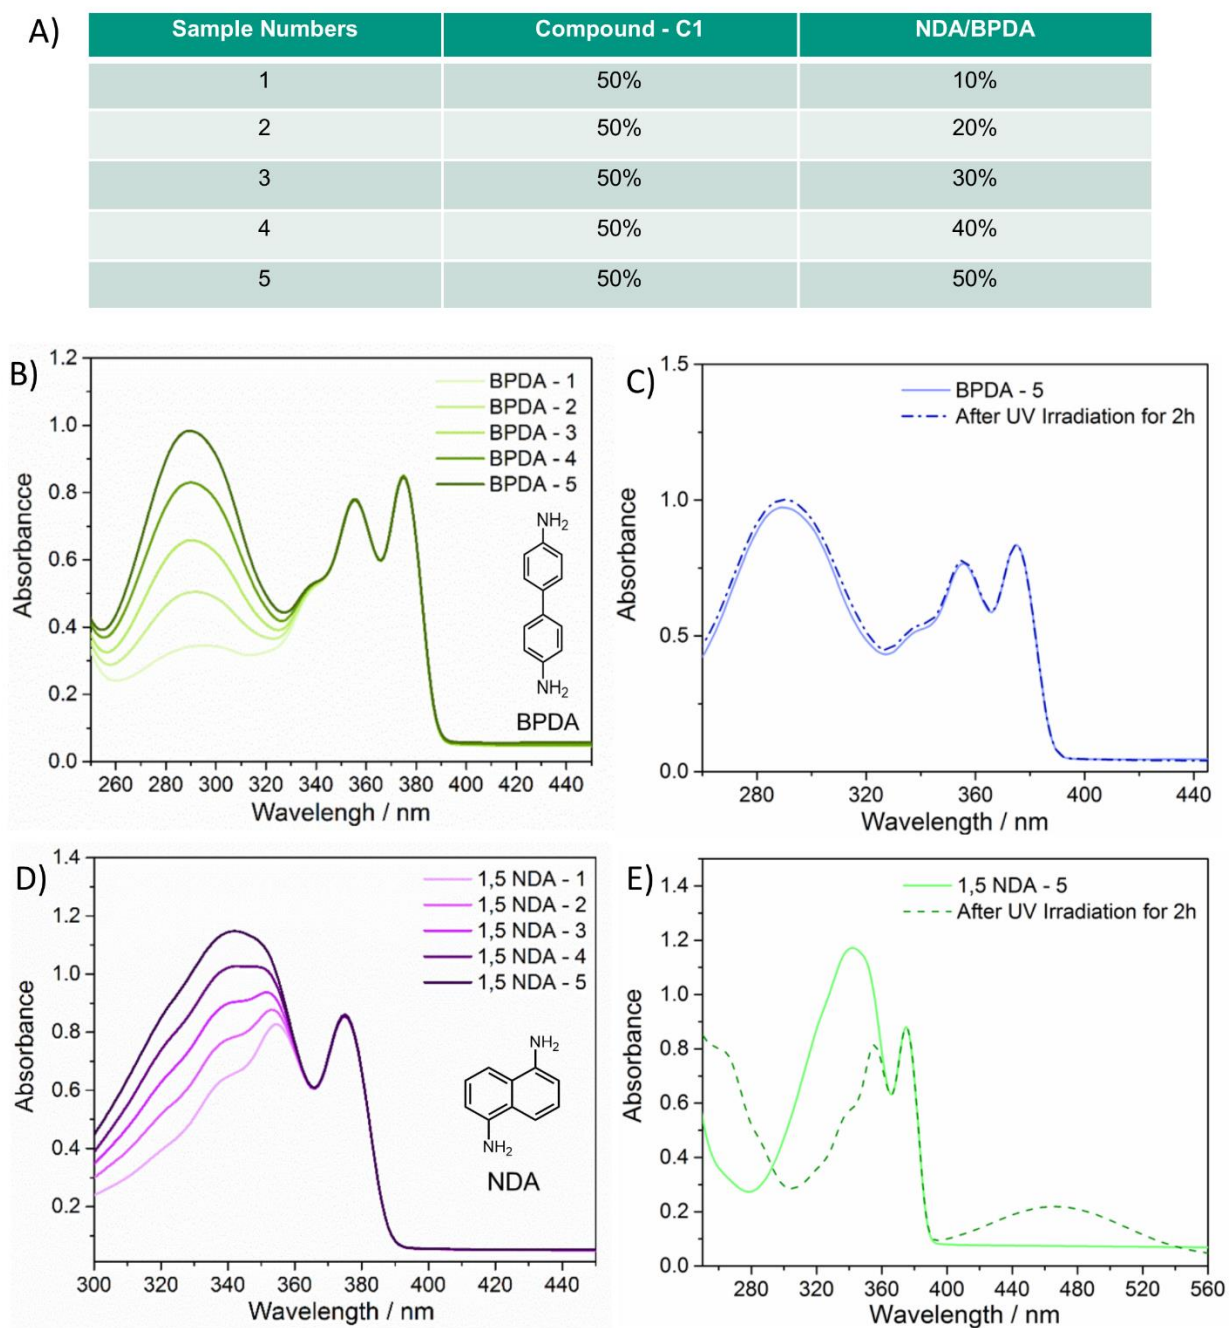 A)
Sample Numbers Compound - C1 NDA/BPDA
1 50% 10%
2 50% 20%
3 50% 30%
4 50% 40%
5 50% 50%
B)
1.2
1.0
0.8
0.6
0.4
0.2
0.0
Absorbancce
BPDA - 1
BPDA - 2
BPDA - 3
BPDA - 4
BPDA - 5
NH2
NH2
BPDA
260 280 300 320 340 360 380 400 420 440
Wavelengh / nm
C)
1.5
1.0
0.5
0.0
Absorbance
BPDA - 5
After UV Irradiation for 2h
280 320 360 400 440
Wavelength / nm
D)
1.4
1.2
1.0
0.8
0.6
0.4
0.2
Absorbance
1,5 NDA - 1
1,5 NDA - 2
1,5 NDA - 3
1,5 NDA - 4
1,5 NDA - 5
NH2
NH2
NDA
300 320 340 360 380 400 420 440
Wavelength / nm
E)
1.4
1.2
1.0
0.8
0.6
0.4
0.2
0.0
Absorbance
1,5 NDA - 5
After UV Irradiation for 2h
280 320 360 400 440 480 520 560
Wavelength / nm